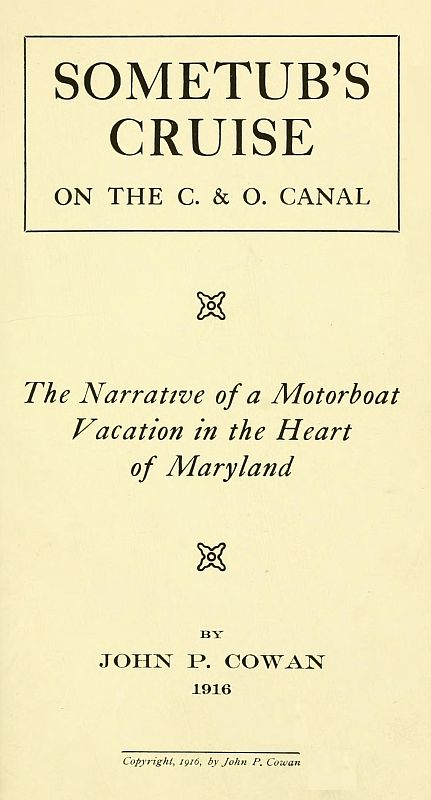 SOMETUB'S
CRUISE
ON THE C. & O. CANAL
The Narrative of a Motorboat
Vacation in the Heart
of Maryland
BY
JOHN P. COWAN
1916
Copyright, 1916, by John P. Cowan